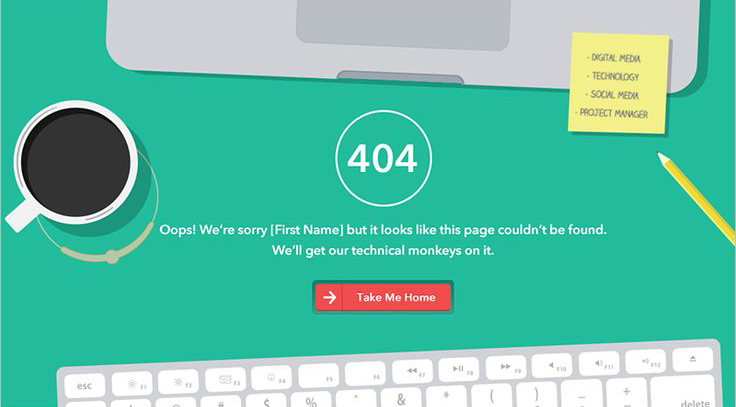 - DIGITAL MEDIA
- TECHNOLOGY
- SOCIAL MEDIA
- PROJECT MANAGER
404
Oops! We're sorry [First Name] but it looks like this page couldn't be found.
We'll get our technical monkeys on it.
Take Me Home
esc F1 F2 F3 F4 F5 F6 F7 F8 F9 F10 F11 F12
# $ % ^ & * ( ) _ + delete